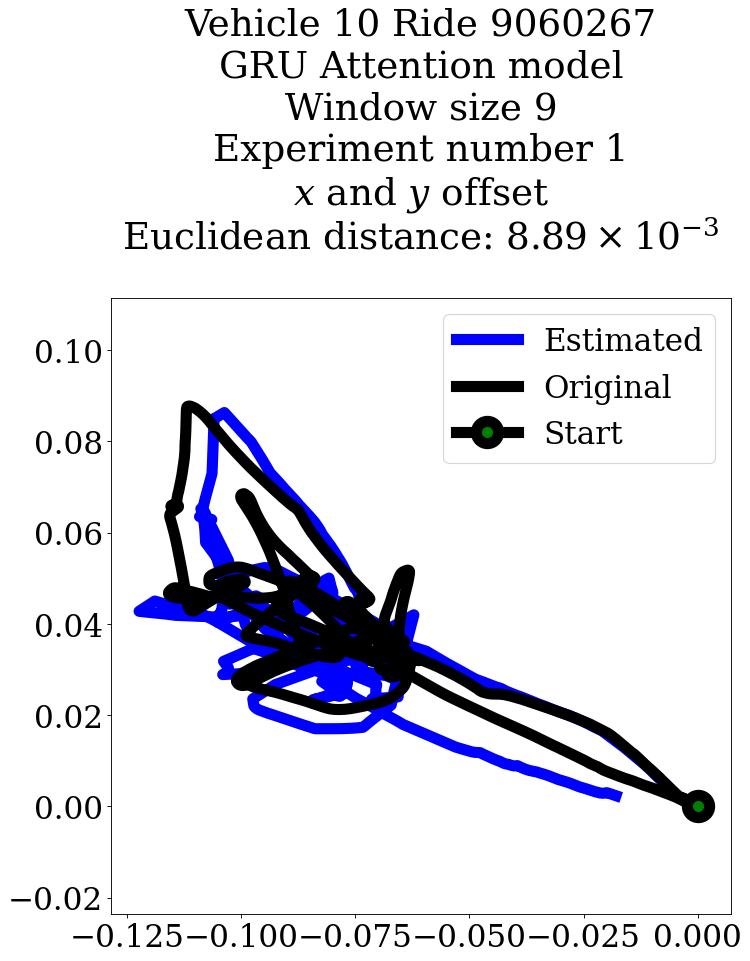 Vehicle 10 Ride 9060267
GRU Attention model
Window size 9
Experiment number 1
x and y offset
Euclidean distance: 8.89 × 10⁻³
Estimated
Original
Start
0.10
0.08
0.06
0.04
0.02
0.00
−0.02
−0.125 −0.100 −0.075 −0.050 −0.025 0.000